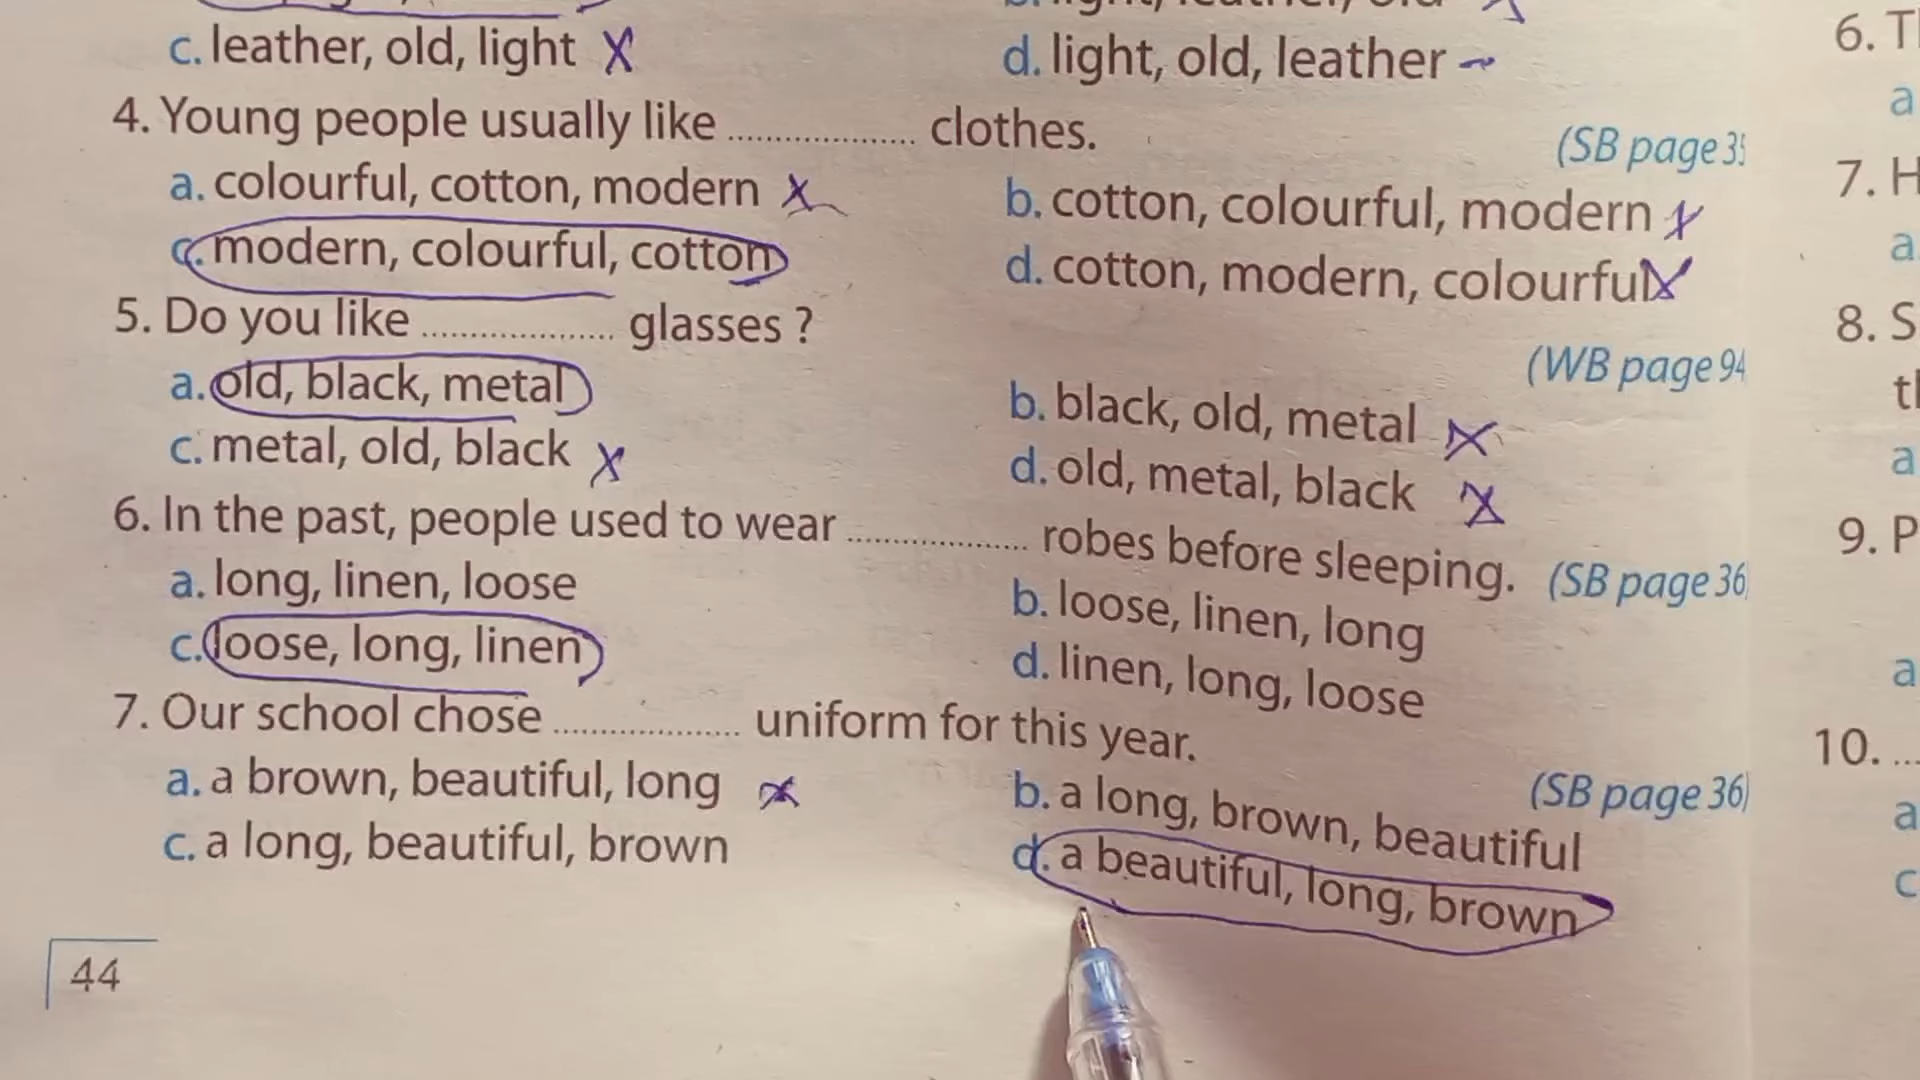 c. leather, old, light X
d. light, old, leather
4. Young people usually like .................. clothes.
(SB page 35
a. colourful, cotton, modern X
b. cotton, colourful, modern X
c. modern, colourful, cotton
d. cotton, modern, colourful X
5. Do you like .................. glasses ?
(WB page 94
a. old, black, metal
b. black, old, metal X
c. metal, old, black X
d. old, metal, black X
6. In the past, people used to wear .................. robes before sleeping. (SB page 36)
a. long, linen, loose
b. loose, linen, long
c. loose, long, linen
d. linen, long, loose
7. Our school chose .................. uniform for this year.
(SB page 36)
a. a brown, beautiful, long X
b. a long, brown, beautiful
c. a long, beautiful, brown
d. a beautiful, long, brown
44
6. T
a
7. H
a.
8. S
a
9. P
a
10. ...
a
c